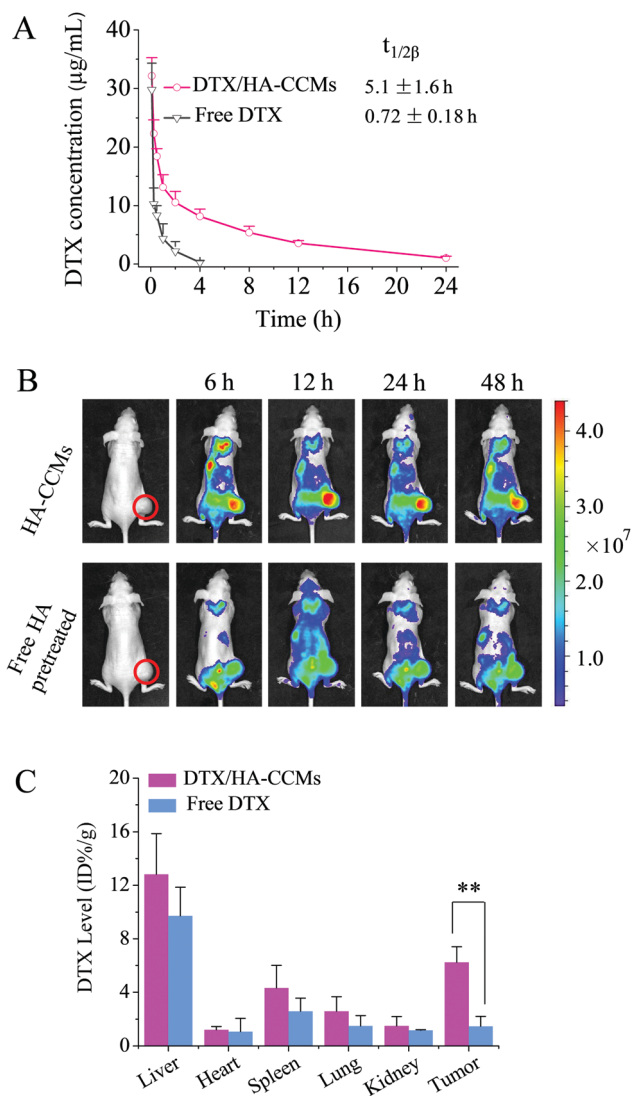 A
DTX concentration (μg/mL)
40
30
20
10
0
0
4
8
12
16
20
24
Time (h)
t1/2β
DTX/HA-CCMs
5.1 ±1.6 h
Free DTX
0.72 ± 0.18 h
B
6 h
12 h
24 h
48 h
HA-CCMs
Free HA
pretreated
4.0
3.0
×10⁷
2.0
1.0
C
DTX Level (ID%/g)
20
16
12
8
4
0
DTX/HA-CCMs
Free DTX
**
Liver
Heart
Spleen
Lung
Kidney
Tumor